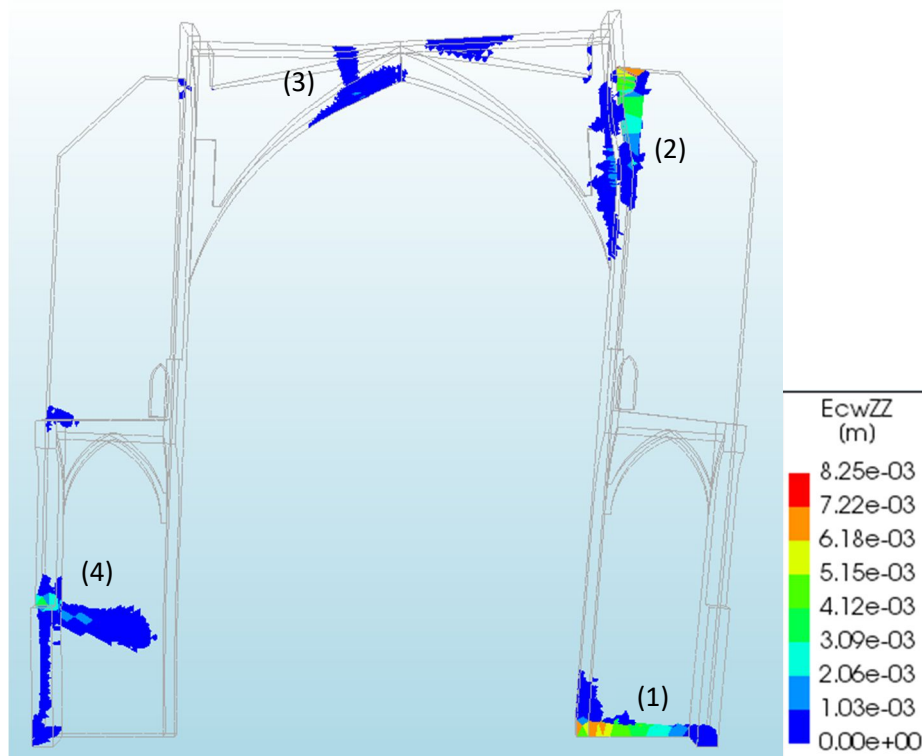 (3)
(2)
(4)
(1)
EcwZZ
(m)
8.25e-03
7.22e-03
6.18e-03
5.15e-03
4.12e-03
3.09e-03
2.06e-03
1.03e-03
0.00e+00